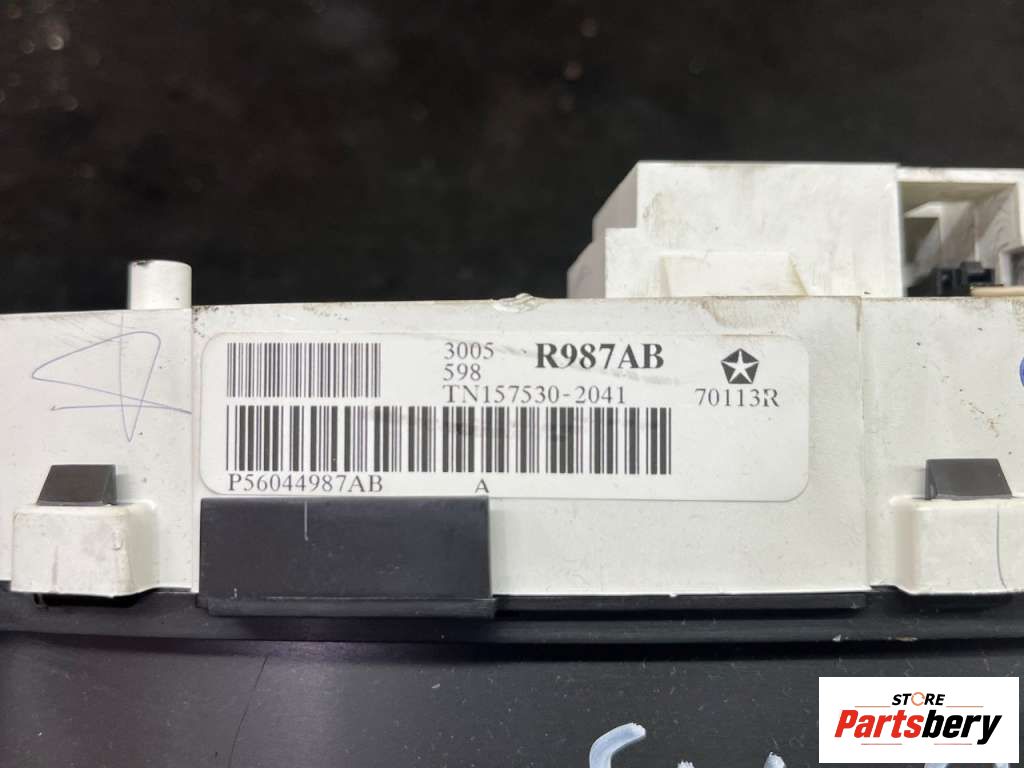 3005 R987AB
598
TN157530-2041 70113R
P56044987AB A
STORE
Partsbery